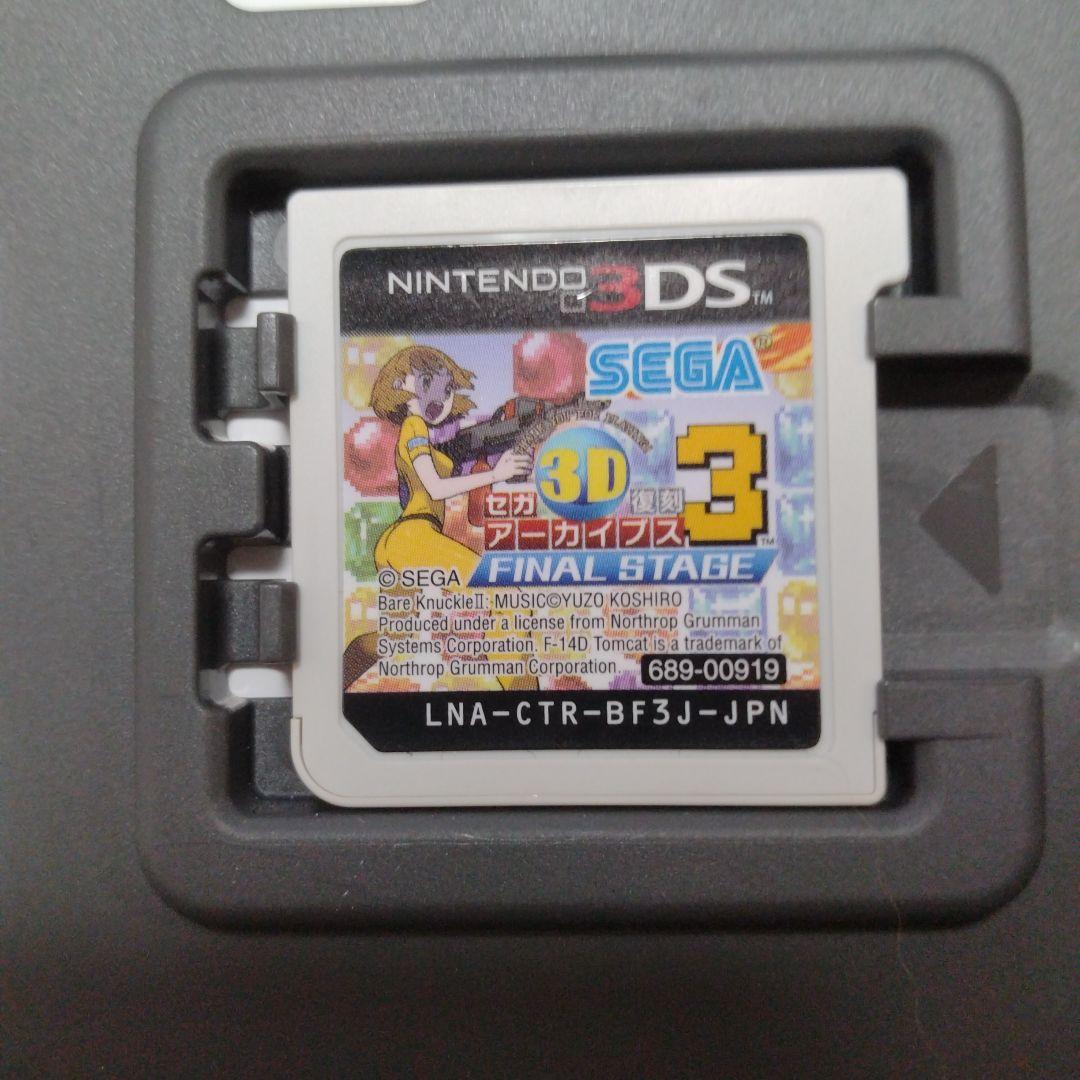 NINTENDO 3DS™
SEGA®
3D
セガ 復刻
アーカイブス 3™
FINAL STAGE
© SEGA
Bare KnuckleⅡ: MUSIC©YUZO KOSHIRO
Produced under a license from Northrop Grumman
Systems Corporation. F-14D Tomcat is a trademark of
Northrop Grumman Corporation.
689-00919
LNA-CTR-BF3J-JPN